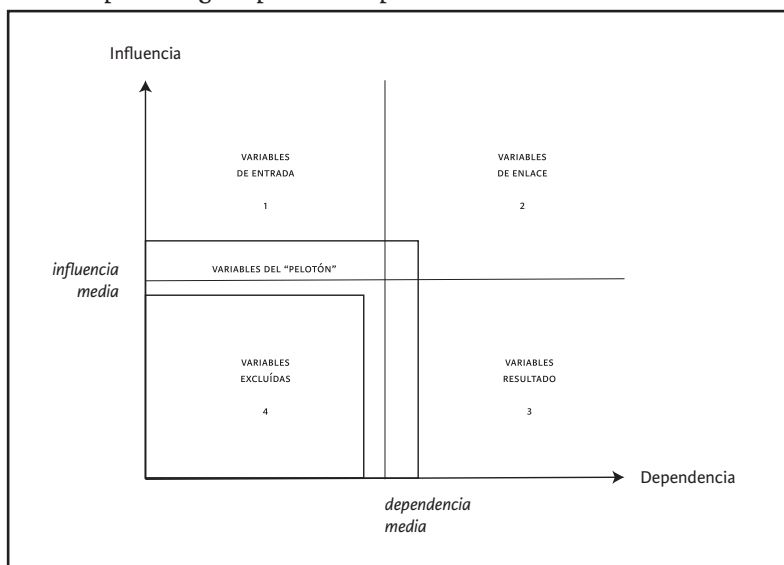 Influencia
VARIABLES
DE ENTRADA
1
VARIABLES
DE ENLACE
2
influencia
media
VARIABLES DEL “PELOTÓN”
VARIABLES
EXCLUÍDAS
4
VARIABLES
RESULTADO
3
Dependencia
dependencia
media